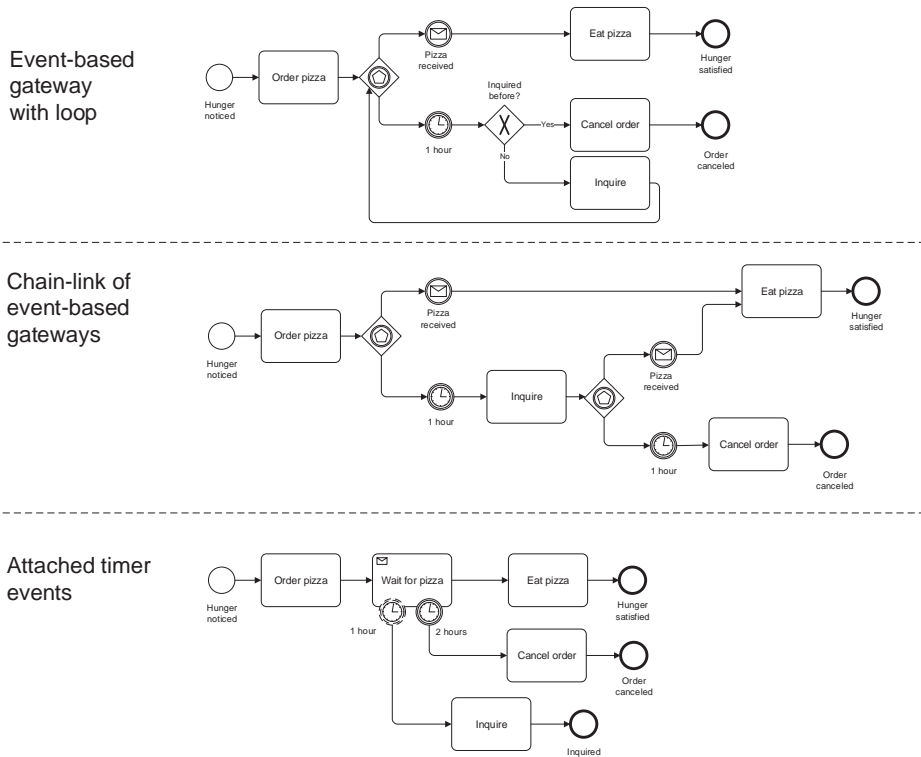 Event-based
gateway
with loop
Hunger
noticed
Order pizza
Pizza
received
Eat pizza
Hunger
satisfied
1 hour
Inquired
before?
Yes
No
Cancel order
Order
canceled
Inquire
Chain-link of
event-based
gateways
Hunger
noticed
Order pizza
Pizza
received
Eat pizza
Hunger
satisfied
1 hour
Inquire
Pizza
received
1 hour
Cancel order
Order
canceled
Attached timer
events
Hunger
noticed
Order pizza
Wait for pizza
Eat pizza
Hunger
satisfied
1 hour
2 hours
Cancel order
Order
canceled
Inquire
Inquired